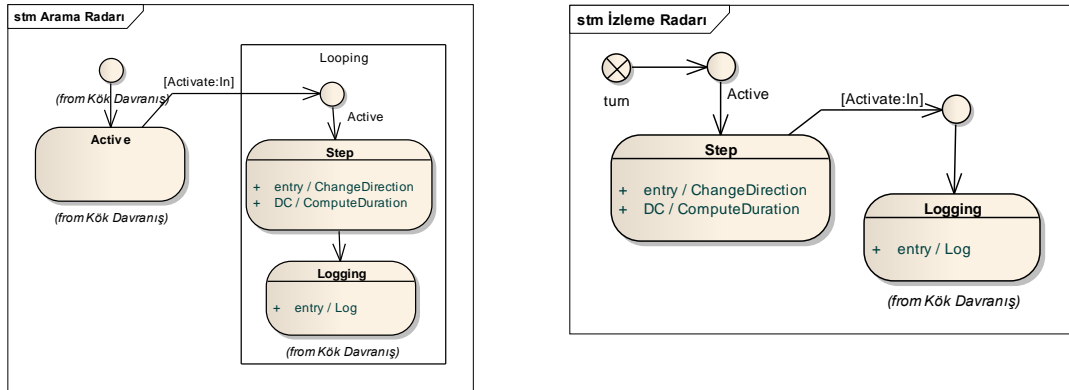 stm Arama Radarı
Looping
[Activate:In]
(from Kök Davranış)
Active
Active
(from Kök Davranış)
Step
+ entry / ChangeDirection
+ DC / ComputeDuration
Logging
+ entry / Log
(from Kök Davranış)
stm İzleme Radarı
turn
Active
[Activate:In]
Step
+ entry / ChangeDirection
+ DC / ComputeDuration
Logging
+ entry / Log
(from Kök Davranış)